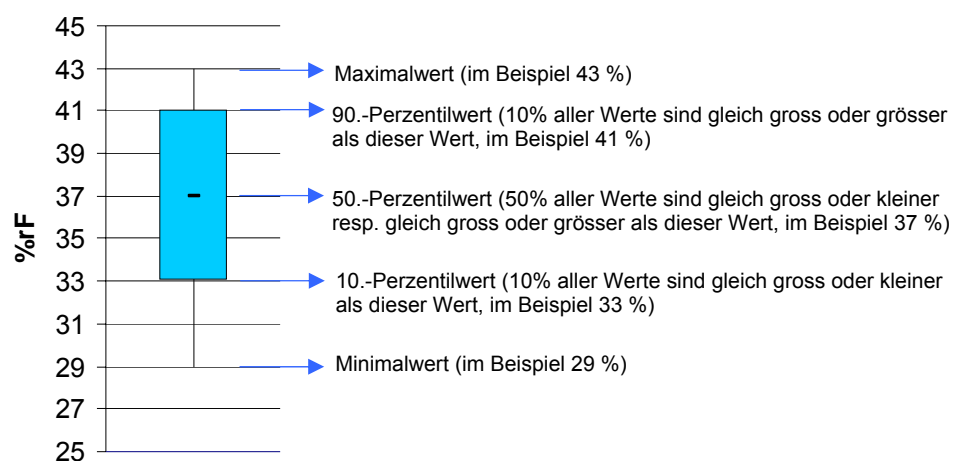 45
43
41
39
37
35
33
31
29
27
25
%rF
Maximalwert (im Beispiel 43 %)
90.-Perzentilwert (10% aller Werte sind gleich gross oder grösser
als dieser Wert, im Beispiel 41 %)
50.-Perzentilwert (50% aller Werte sind gleich gross oder kleiner
resp. gleich gross oder grösser als dieser Wert, im Beispiel 37 %)
10.-Perzentilwert (10% aller Werte sind gleich gross oder kleiner
als dieser Wert, im Beispiel 33 %)
Minimalwert (im Beispiel 29 %)